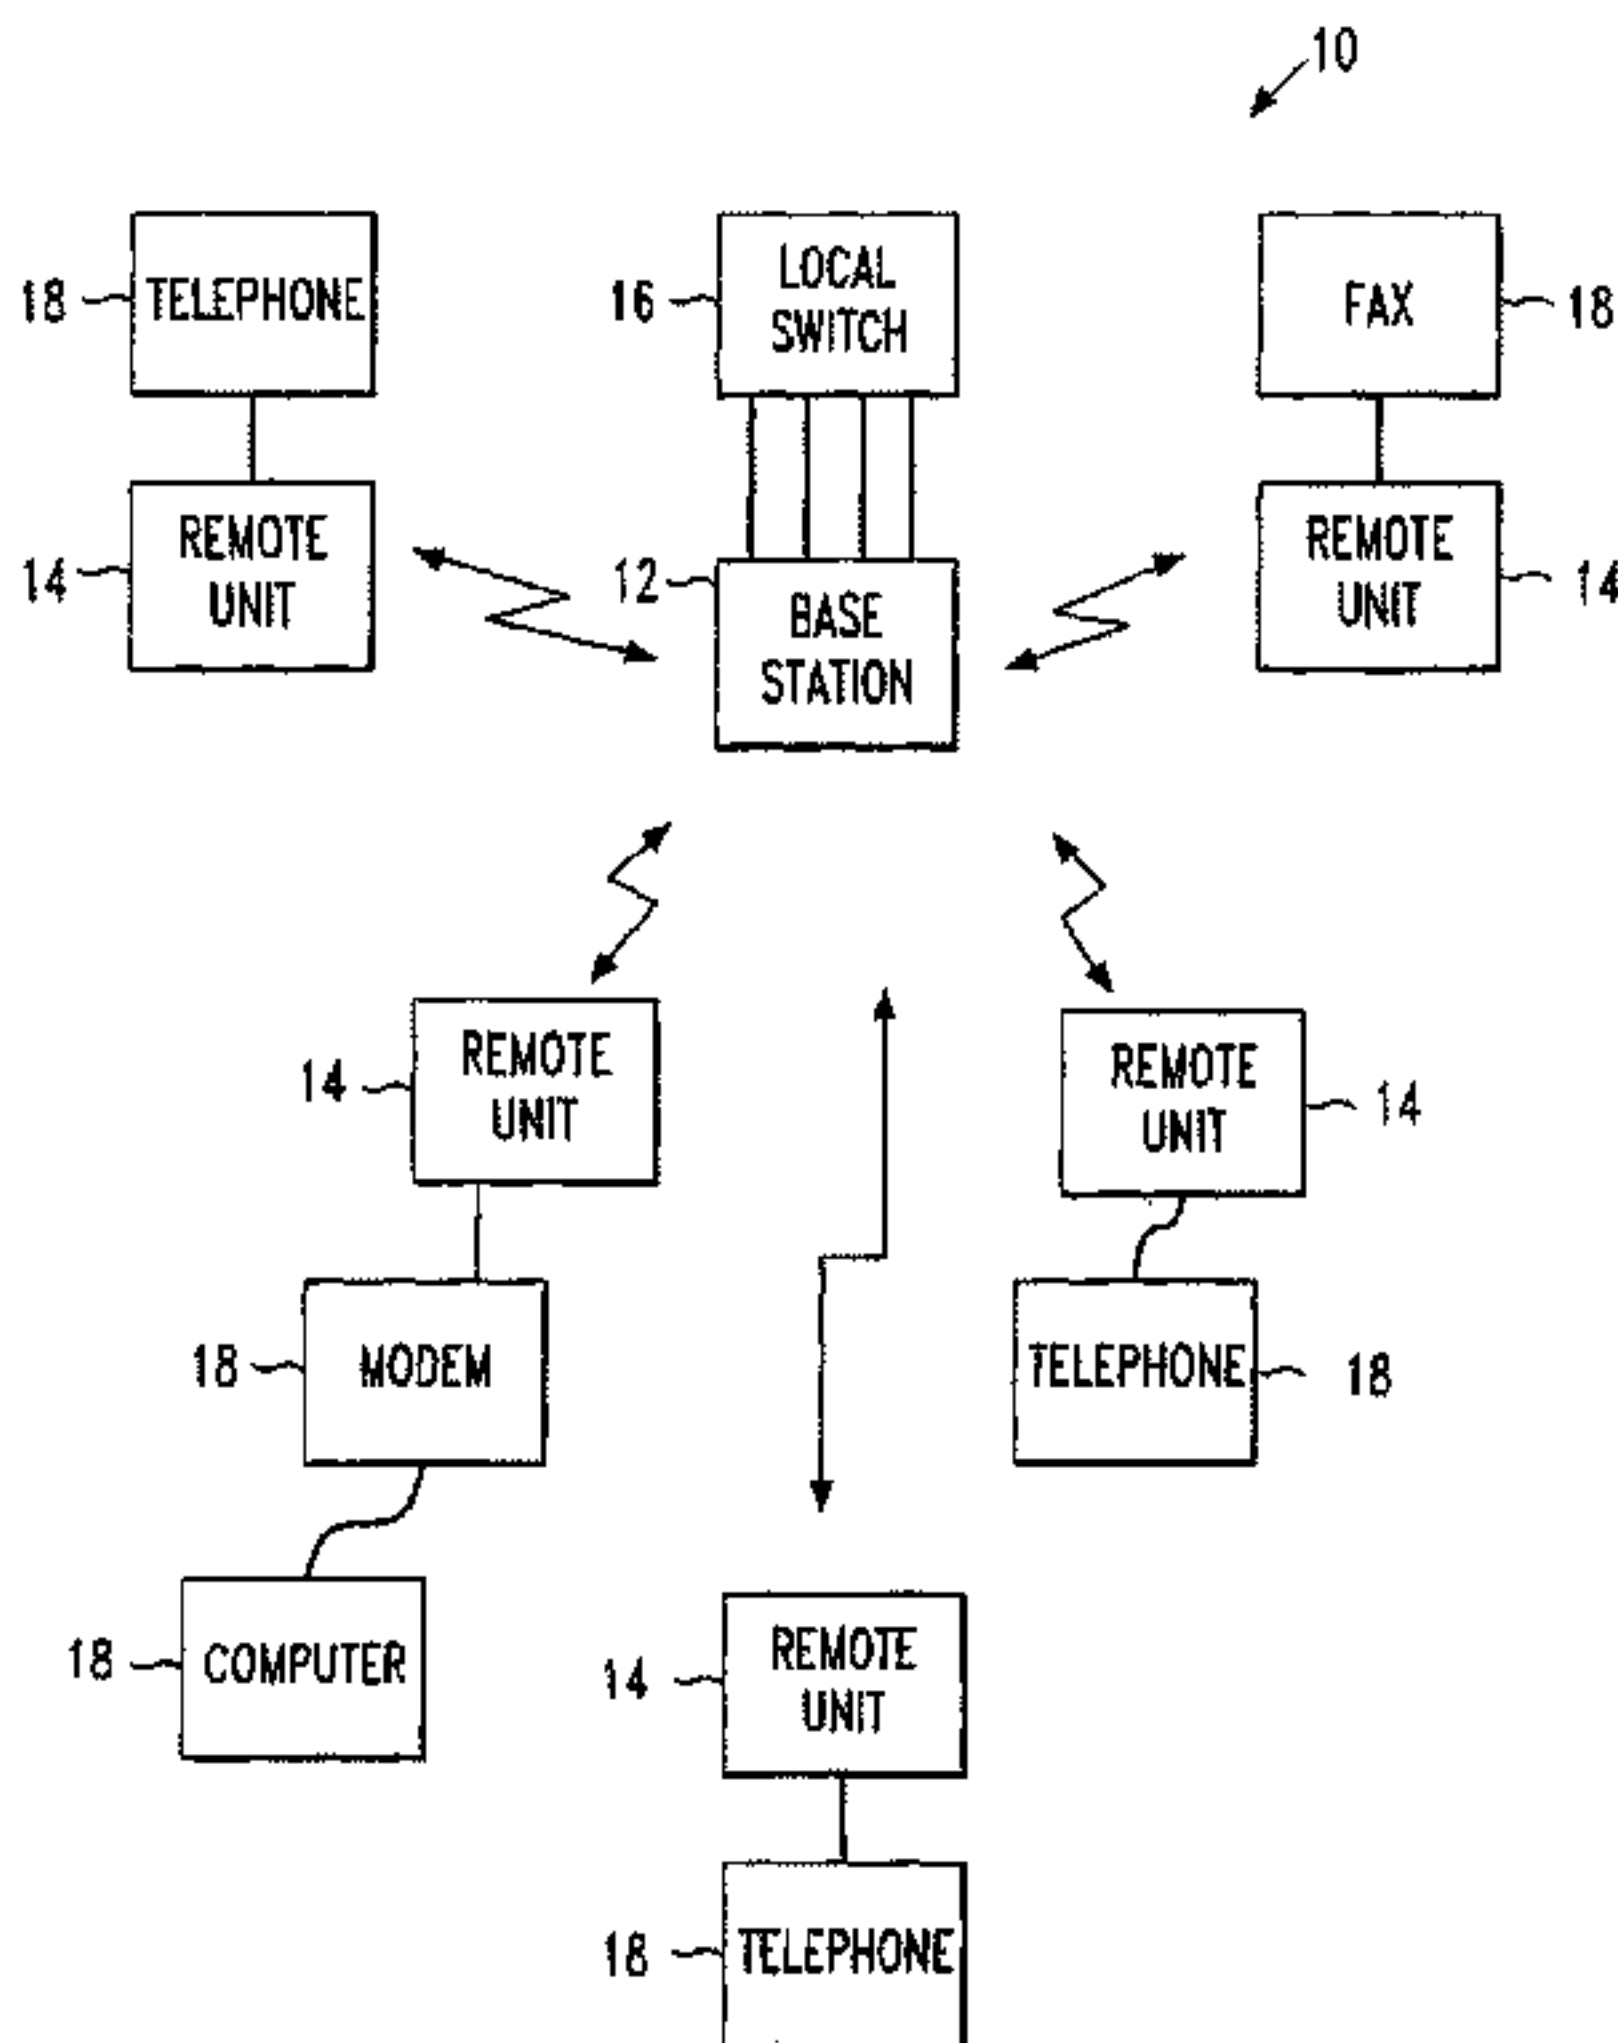 10
18 TELEPHONE
16 LOCAL
SWITCH
FAX 18
14 REMOTE
UNIT
12 BASE
STATION
REMOTE
UNIT 14
14 REMOTE
UNIT
REMOTE
UNIT 14
18 MODEM
TELEPHONE 18
18 COMPUTER
14 REMOTE
UNIT
18 TELEPHONE